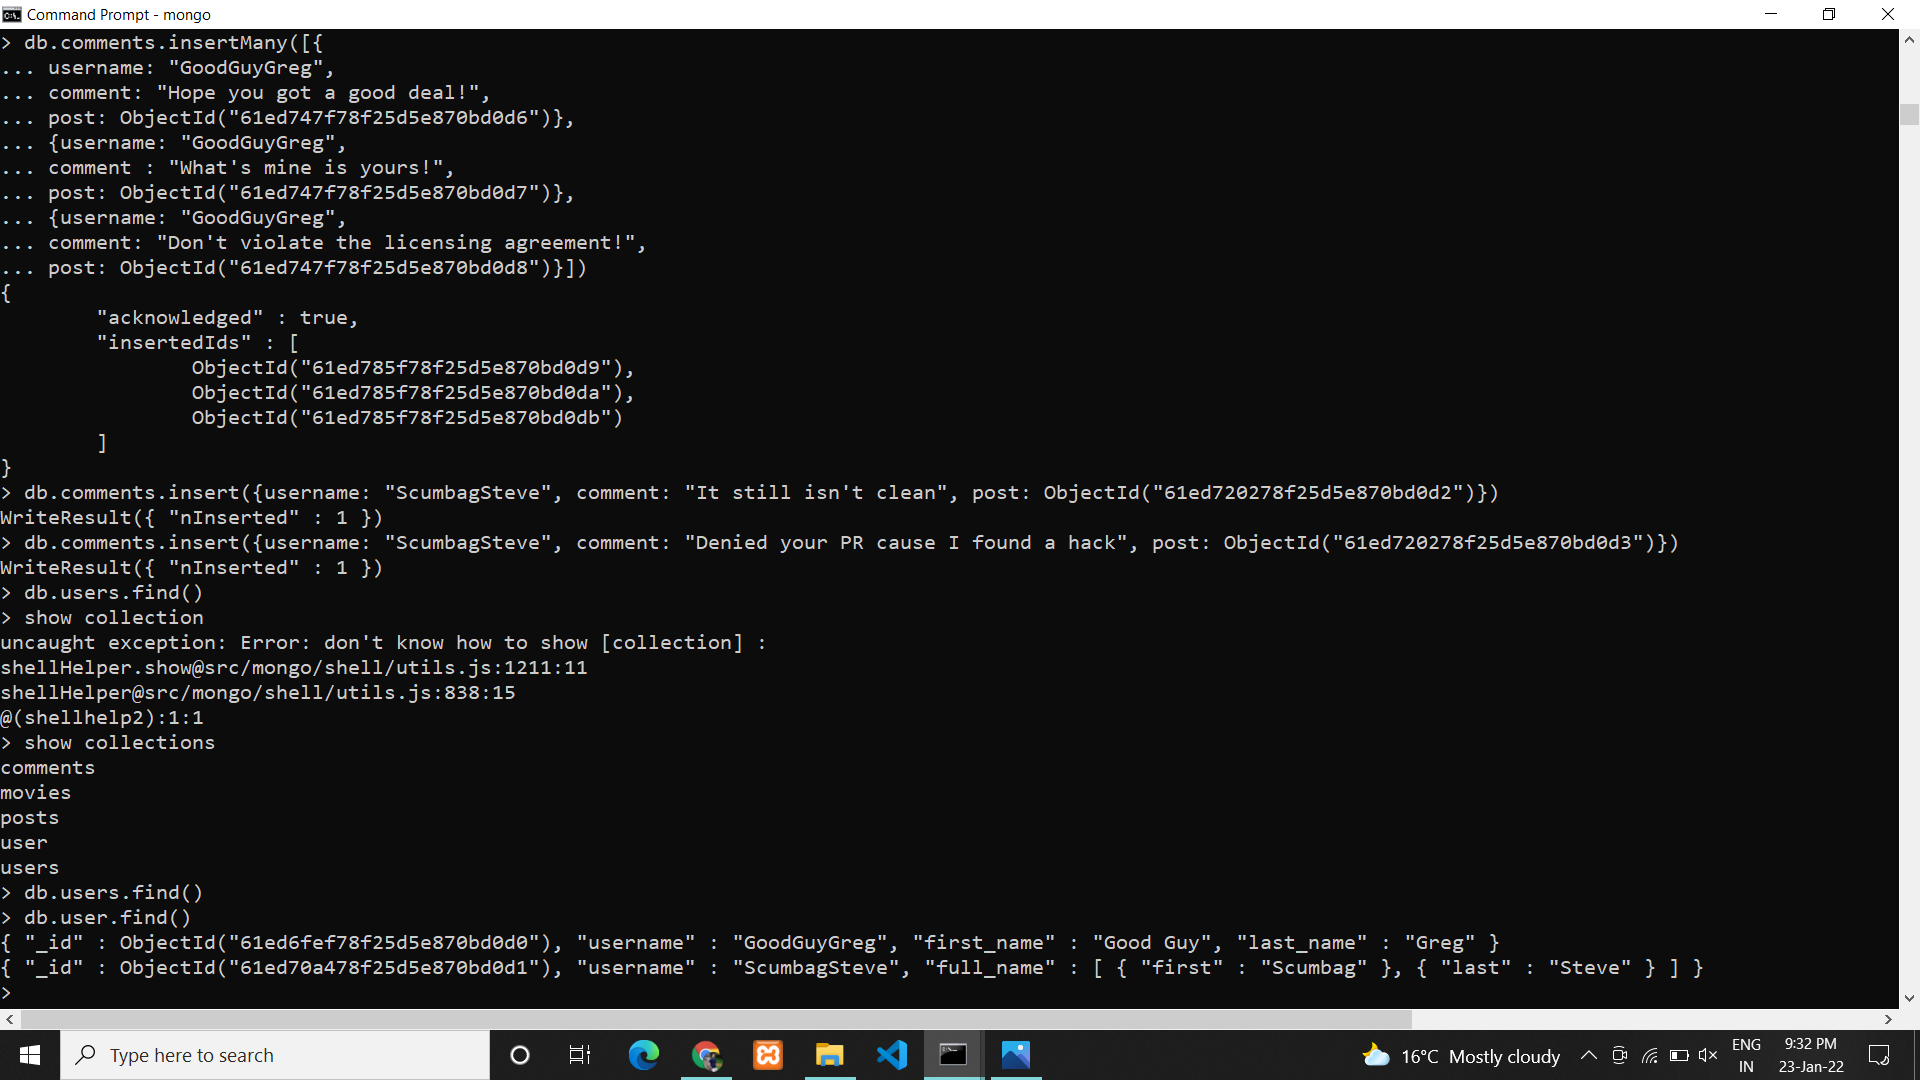 Command Prompt - mongo
> db.comments.insertMany([{
... username: "GoodGuyGreg",
... comment: "Hope you got a good deal!",
... post: ObjectId("61ed747f78f25d5e870bd0d6")},
... {username: "GoodGuyGreg",
... comment : "What's mine is yours!",
... post: ObjectId("61ed747f78f25d5e870bd0d7")},
... {username: "GoodGuyGreg",
... comment: "Don't violate the licensing agreement!",
... post: ObjectId("61ed747f78f25d5e870bd0d8")}])
{
        "acknowledged" : true,
        "insertedIds" : [
                ObjectId("61ed785f78f25d5e870bd0d9"),
                ObjectId("61ed785f78f25d5e870bd0da"),
                ObjectId("61ed785f78f25d5e870bd0db")
        ]
}
> db.comments.insert({username: "ScumbagSteve", comment: "It still isn't clean", post: ObjectId("61ed720278f25d5e870bd0d2")})
WriteResult({ "nInserted" : 1 })
> db.comments.insert({username: "ScumbagSteve", comment: "Denied your PR cause I found a hack", post: ObjectId("61ed720278f25d5e870bd0d3")})
WriteResult({ "nInserted" : 1 })
> db.users.find()
> show collection
uncaught exception: Error: don't know how to show [collection] :
shellHelper.show@src/mongo/shell/utils.js:1211:11
shellHelper@src/mongo/shell/utils.js:838:15
@(shellhelp2):1:1
> show collections
comments
movies
posts
user
users
> db.users.find()
> db.user.find()
{ "_id" : ObjectId("61ed6fef78f25d5e870bd0d0"), "username" : "GoodGuyGreg", "first_name" : "Good Guy", "last_name" : "Greg" }
{ "_id" : ObjectId("61ed70a478f25d5e870bd0d1"), "username" : "ScumbagSteve", "full_name" : [ { "first" : "Scumbag" }, { "last" : "Steve" } ] }
>
Type here to search
16°C Mostly cloudy
ENG
IN
9:32 PM
23-Jan-22